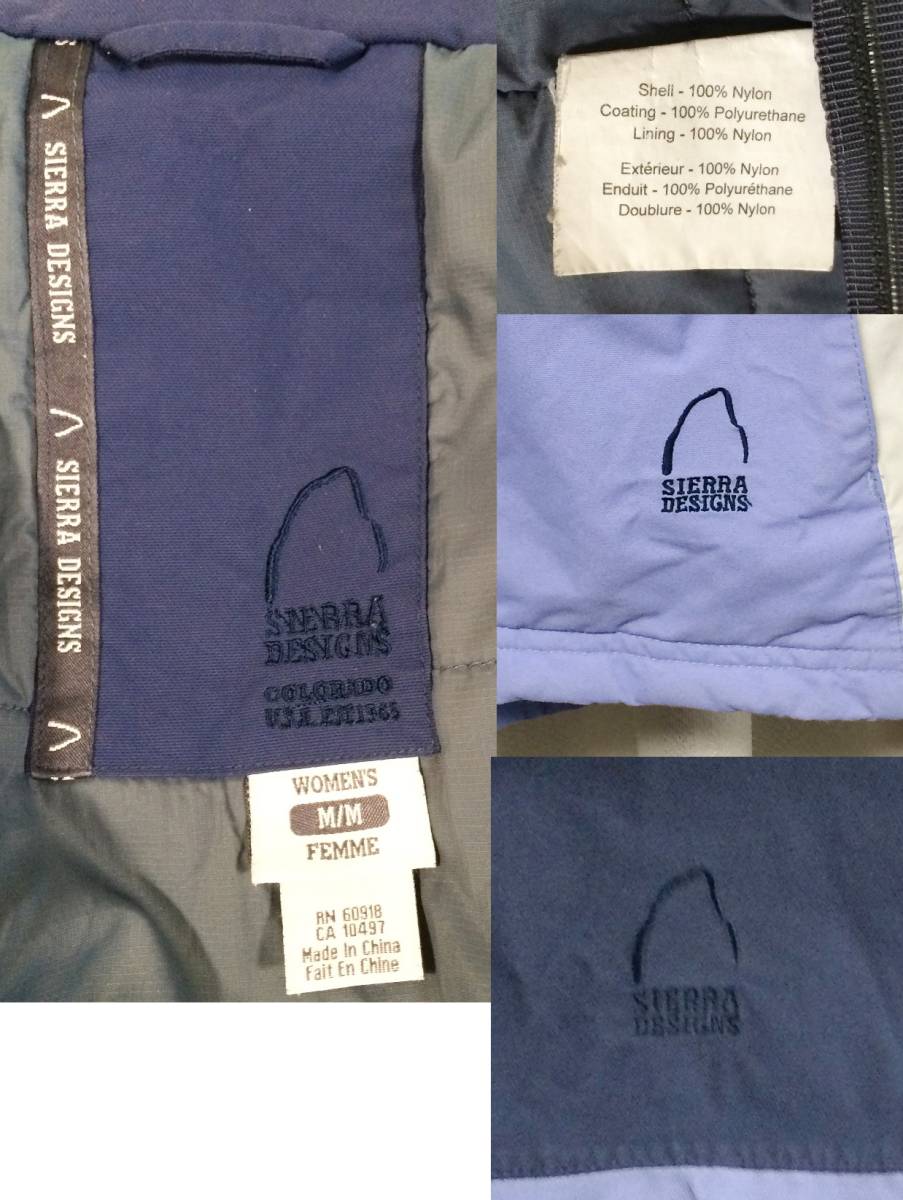 SIERRA DESIGNS
SIERRA DESIGNS
SIERRA
DESIGNS
COLORADO
U.S.A. EST 1965
WOMEN'S
M/M
FEMME
RN 60918
CA 10497
Made In China
Fait En Chine
Shell - 100% Nylon
Coating - 100% Polyurethane
Lining - 100% Nylon
Extérieur - 100% Nylon
Enduit - 100% Polyuréthane
Doublure - 100% Nylon
SIERRA
DESIGNS
SIERRA
DESIGNS